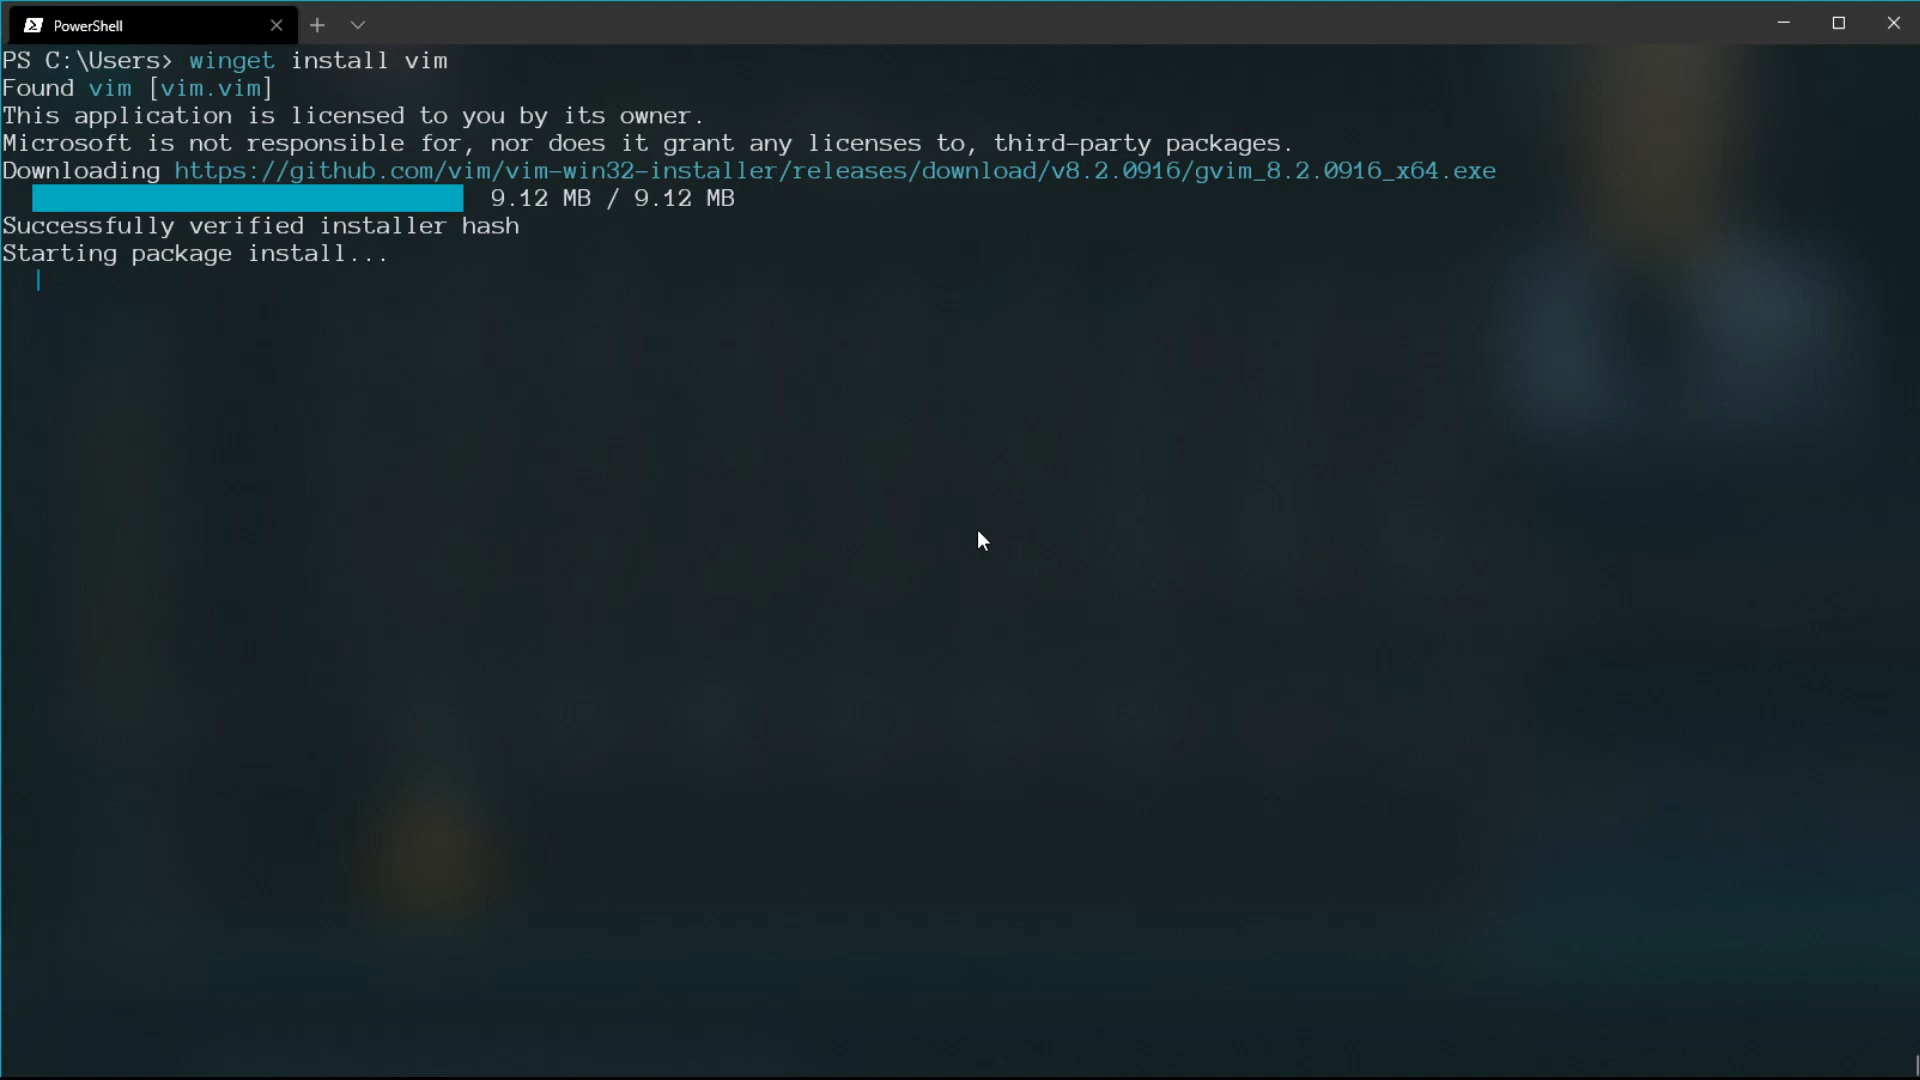 PowerShell
PS C:\Users> winget install vim
Found vim [vim.vim]
This application is licensed to you by its owner.
Microsoft is not responsible for, nor does it grant any licenses to, third-party packages.
Downloading https://github.com/vim/vim-win32-installer/releases/download/v8.2.0916/gvim_8.2.0916_x64.exe
9.12 MB / 9.12 MB
Successfully verified installer hash
Starting package install...